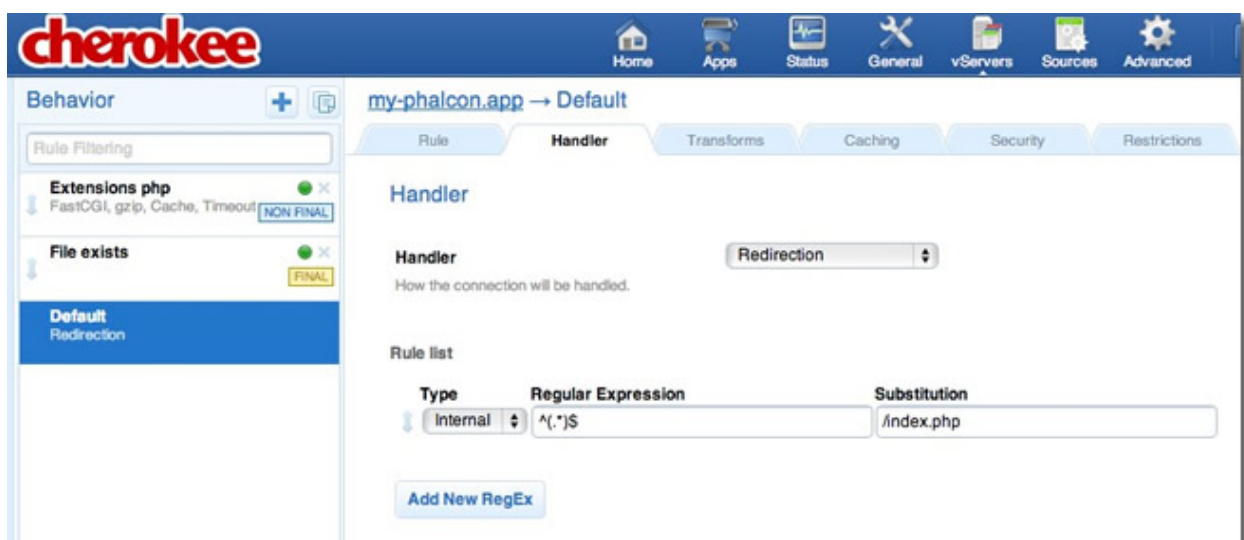 cherokee
Home Apps Status General vServers Sources Advanced
Behavior
Rule Filtering
Extensions php
FastCGI, gzip, Cache, Timeout NON FINAL
File exists
FINAL
Default
Redirection
my-phalcon.app → Default
Rule Handler Transforms Caching Security Restrictions
Handler
Handler Redirection
How the connection will be handled.
Rule list
Type Regular Expression Substitution
Internal ^(.*)$ /index.php
Add New RegEx